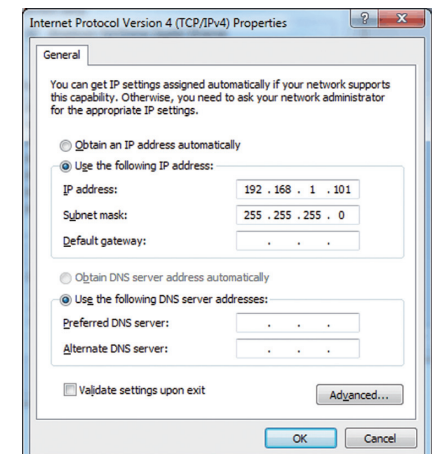 Internet Protocol Version 4 (TCP/IPv4) Properties
General
You can get IP settings assigned automatically if your network supports
this capability. Otherwise, you need to ask your network administrator
for the appropriate IP settings.
Obtain an IP address automatically
Use the following IP address:
IP address: 192 . 168 . 1 . 101
Subnet mask: 255 . 255 . 255 . 0
Default gateway: . . .
Obtain DNS server address automatically
Use the following DNS server addresses:
Preferred DNS server: . . .
Alternate DNS server: . . .
Validate settings upon exit
Advanced...
OK Cancel